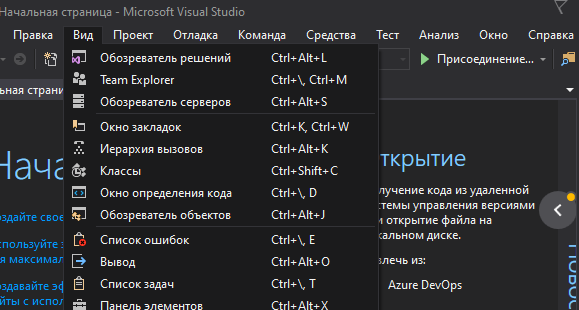 Начальная страница - Microsoft Visual Studio
Правка Вид Проект Отладка Команда Средства Тест Анализ Окно Справка
Присоединение...
Обозреватель решений Ctrl+Alt+L
Team Explorer Ctrl+\, Ctrl+M
Обозреватель серверов Ctrl+Alt+S
Окно закладок Ctrl+K, Ctrl+W
Иерархия вызовов Ctrl+Alt+K
Классы Ctrl+Shift+C
Окно определения кода Ctrl+\, D
Обозреватель объектов Ctrl+Alt+J
Список ошибок Ctrl+\, E
Вывод Ctrl+Alt+O
Список задач Ctrl+\, T
Панель элементов Ctrl+Alt+X
льная страни
Нача
здайте свое
пользуйте з
я максимал
здавайте эф
йты с испол
ткрытие
лучение кода из удаленной
стемы управления версиями
и открытие файла на
кальном диске.
влечь из:
Azure DevOps